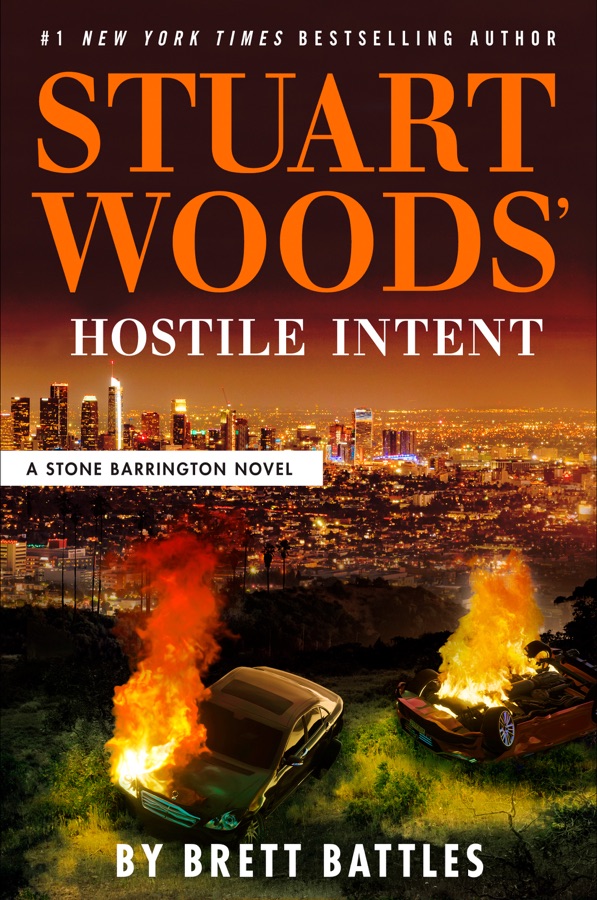 #1 NEW YORK TIMES BESTSELLING AUTHOR
STUART
WOODS’
HOSTILE INTENT
A STONE BARRINGTON NOVEL
BY BRETT BATTLES